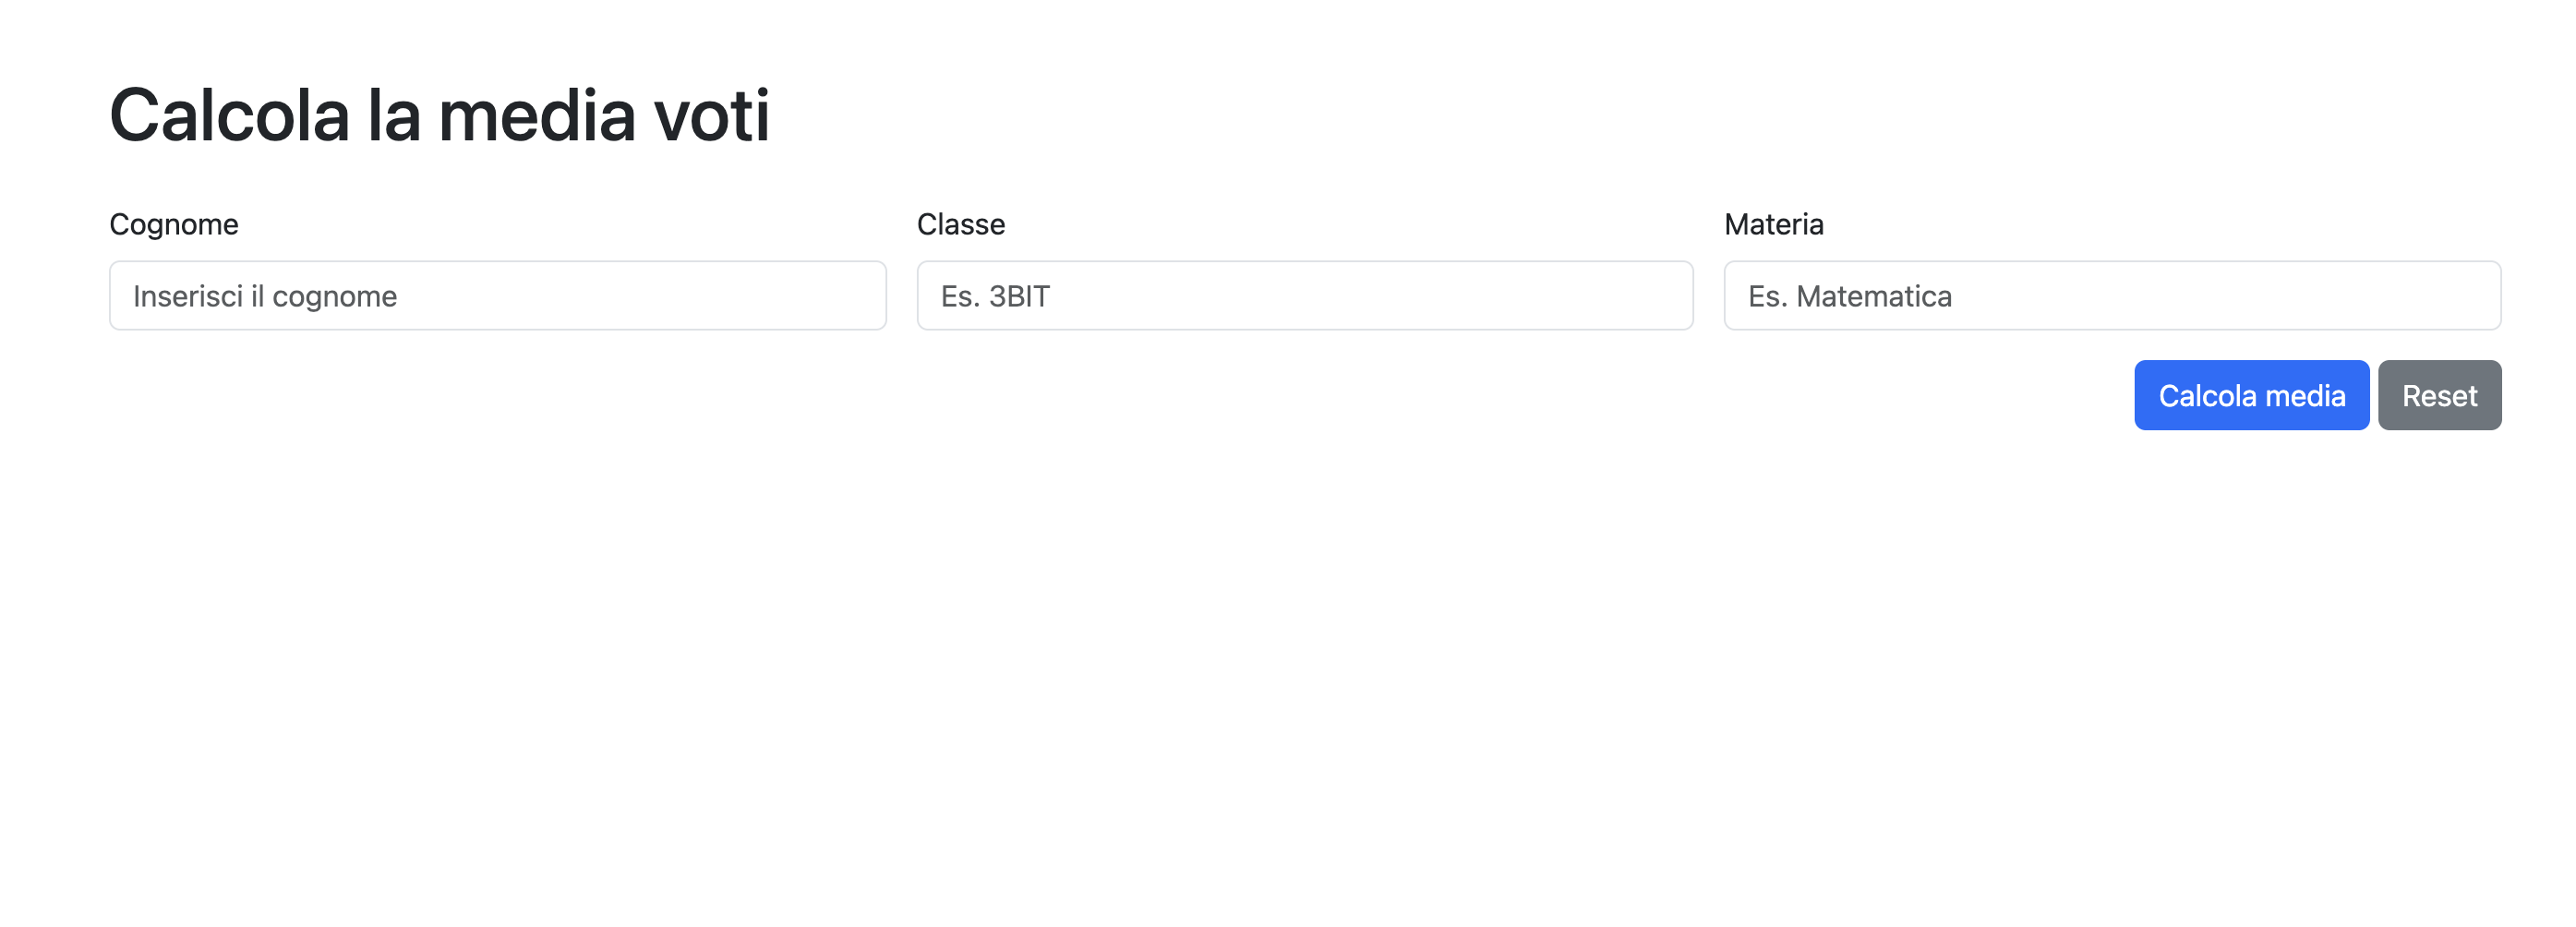 Calcola la media voti
Cognome
Classe
Materia
Inserisci il cognome
Es. 3BIT
Es. Matematica
Calcola media
Reset